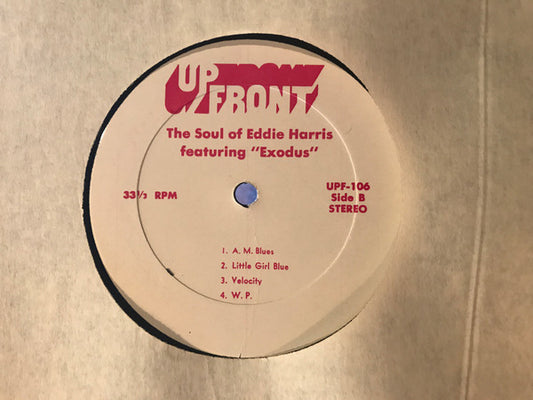 UP
FRONT
The Soul of Eddie Harris
featuring "Exodus"
33⅓ RPM
UPF-106
Side B
STEREO
1. A. M. Blues
2. Little Girl Blue
3. Velocity
4. W. P.